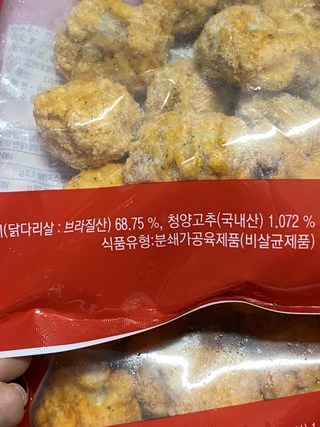 (닭다리살 : 브라질산) 68.75 %, 청양고추(국내산) 1.072 %
식품유형:분쇄가공육제품(비살균제품)